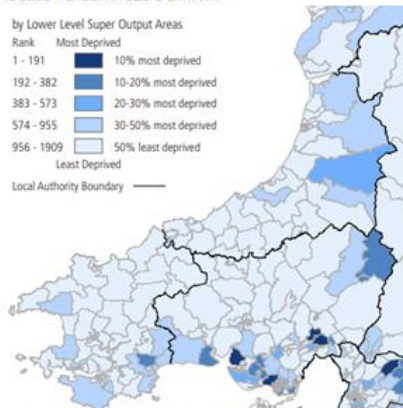 by Lower Level Super Output Areas
Rank Most Deprived
1 - 191 10% most deprived
192 - 382 10-20% most deprived
383 - 573 20-30% most deprived
574 - 955 30-50% most deprived
956 - 1909 50% least deprived
Least Deprived
Local Authority Boundary